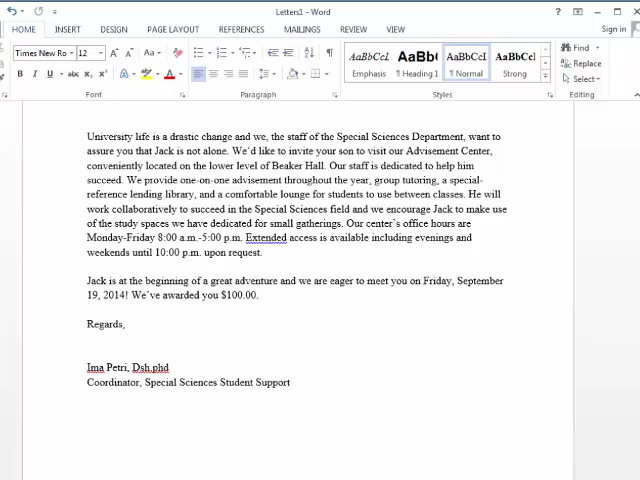 Letters1 - Word
HOME INSERT DESIGN PAGE LAYOUT REFERENCES MAILINGS REVIEW VIEW Sign in
Times New Ro 12 A A Aa
B I U abc x₂ x² A A
Font Paragraph Styles Editing
AaBbCcI AaBb( AaBbCcI AaBbCcI
Emphasis ¶ Heading 1 ¶ Normal Strong
Find
Replace
Select
University life is a drastic change and we, the staff of the Special Sciences Department, want to
assure you that Jack is not alone. We’d like to invite your son to visit our Advisement Center,
conveniently located on the lower level of Beaker Hall. Our staff is dedicated to help him
succeed. We provide one-on-one advisement throughout the year, group tutoring, a special-
reference lending library, and a comfortable lounge for students to use between classes. He will
work collaboratively to succeed in the Special Sciences field and we encourage Jack to make use
of the study spaces we have dedicated for small gatherings. Our center’s office hours are
Monday-Friday 8:00 a.m.-5:00 p.m. Extended access is available including evenings and
weekends until 10:00 p.m. upon request.
Jack is at the beginning of a great adventure and we are eager to meet you on Friday, September
19, 2014! We’ve awarded you $100.00.
Regards,
Ima Petri, Dsh.phd
Coordinator, Special Sciences Student Support